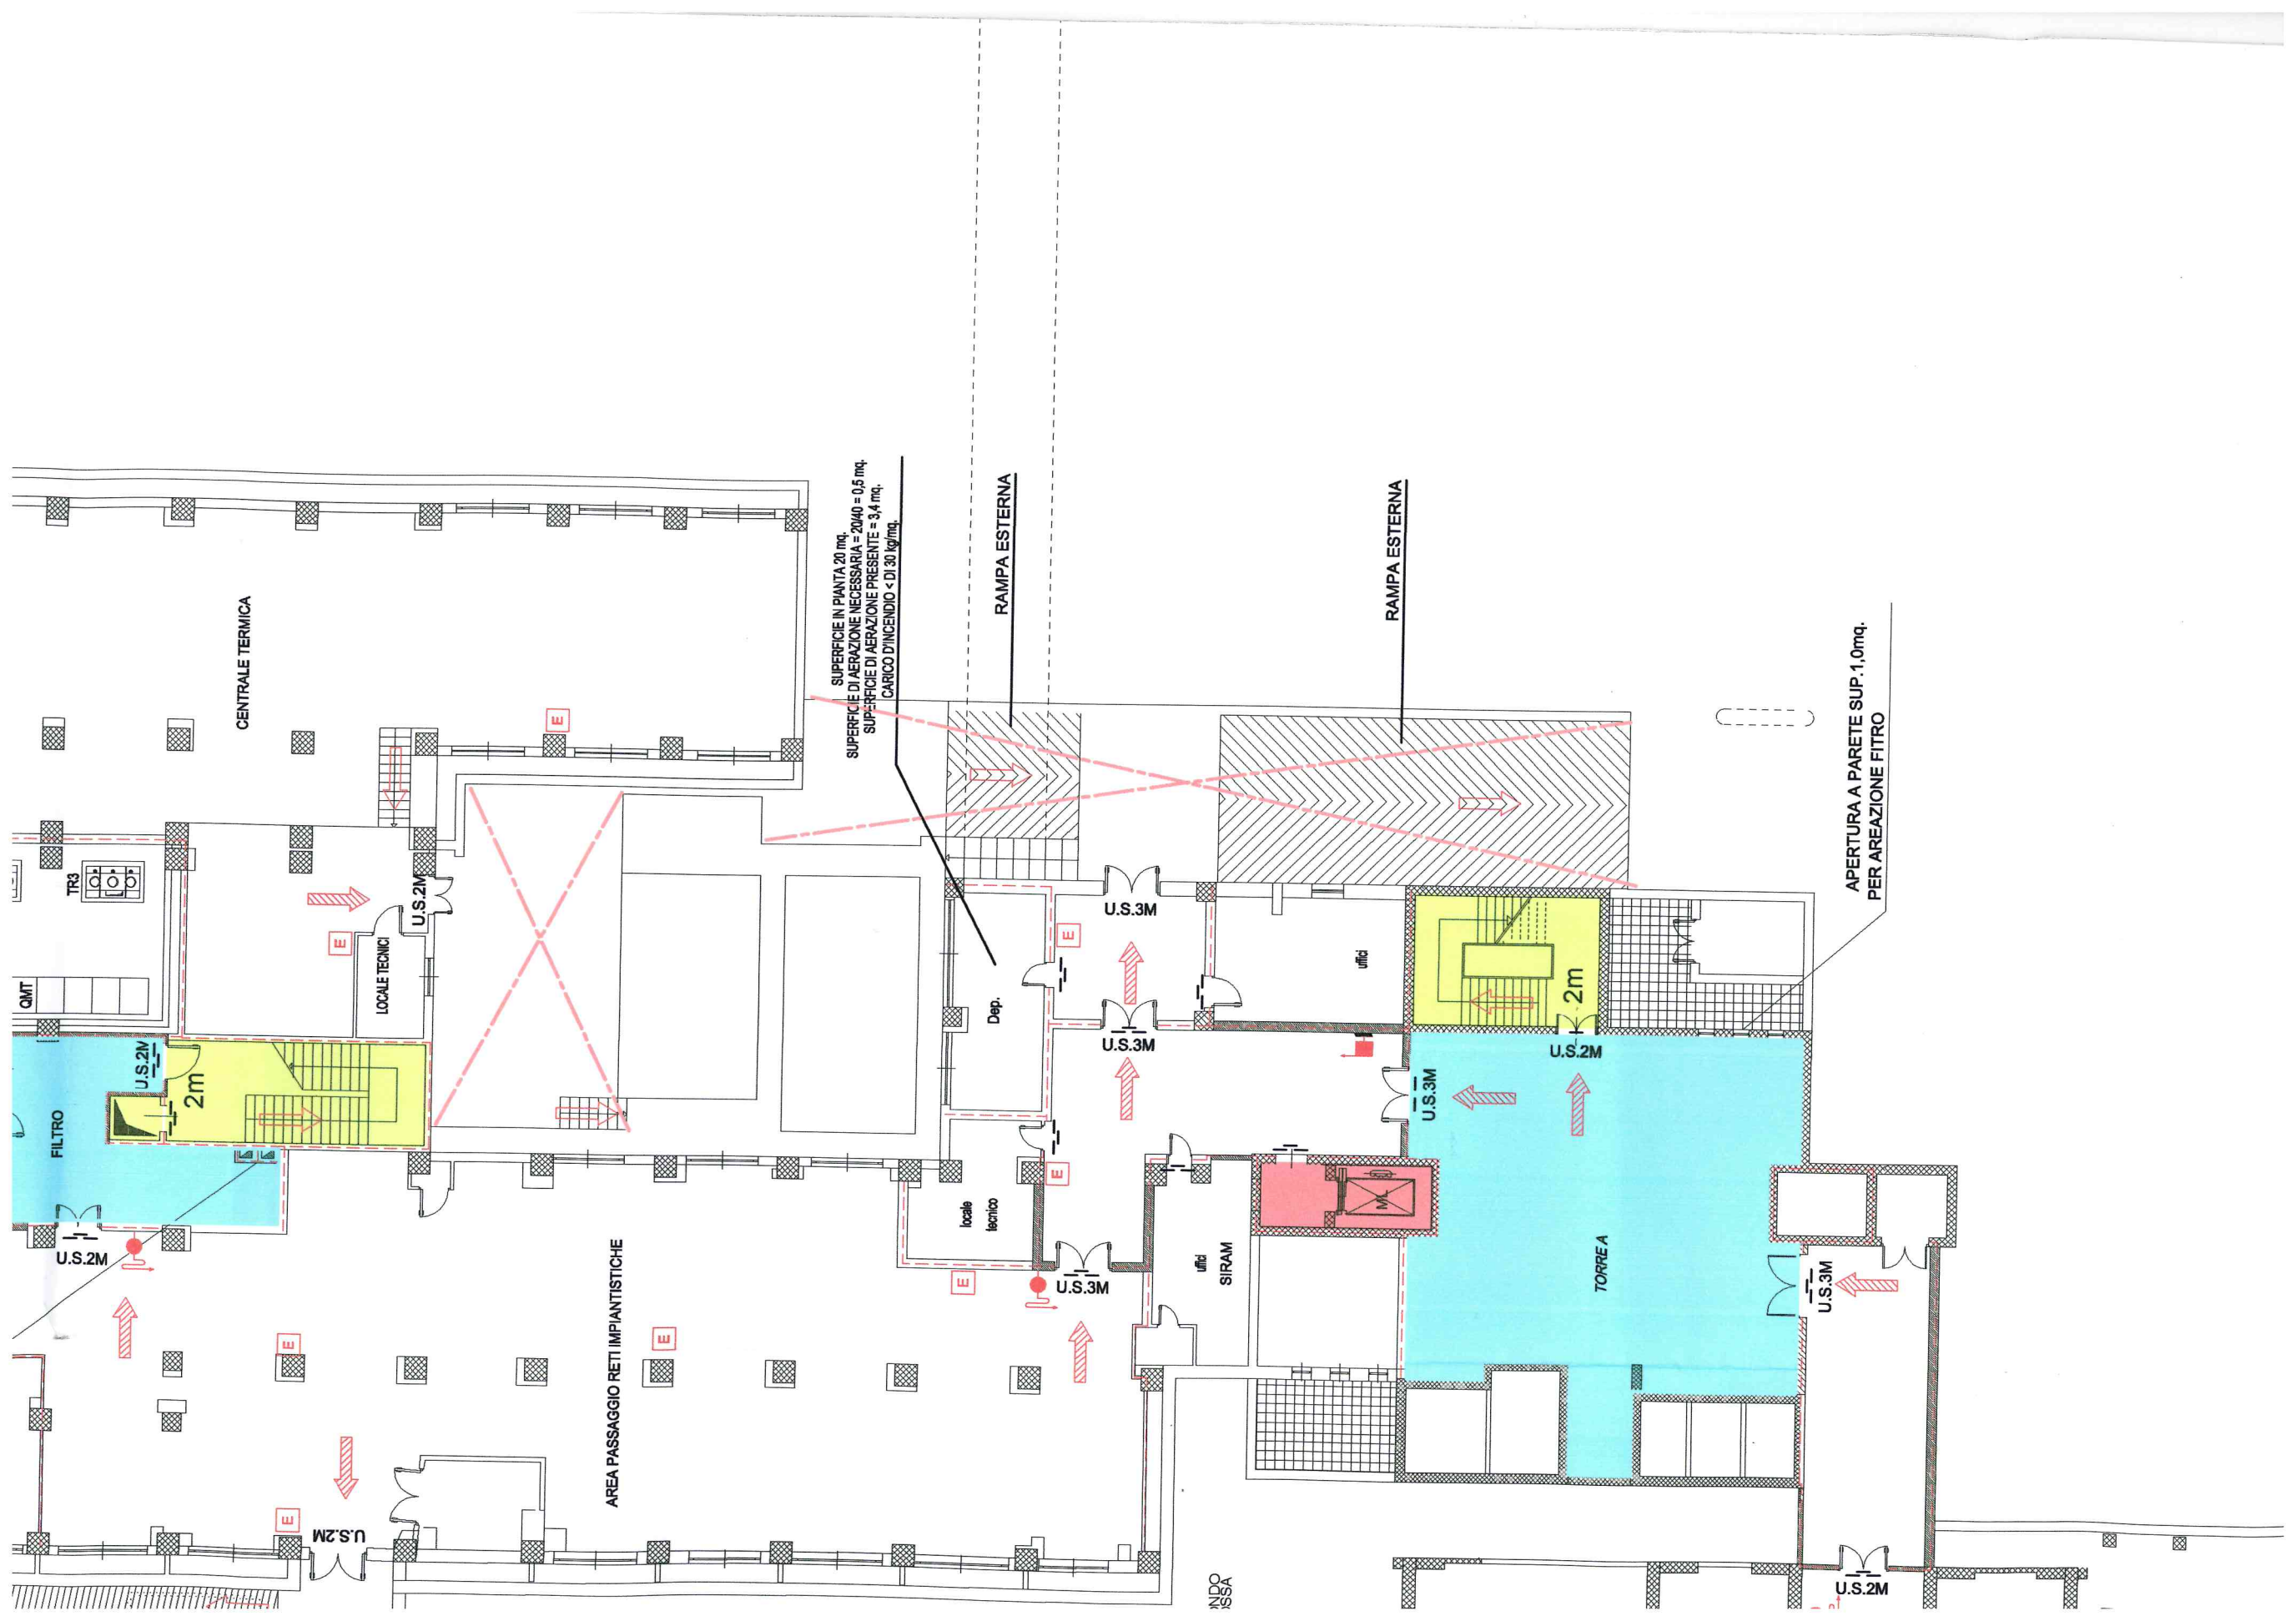 CENTRALE TERMICA
SUPERFICIE IN PIANTA 20 mq.
SUPERFICIE DI AERAZIONE NECESSARIA = 20/40 = 0,5 mq.
SUPERFICIE DI AERAZIONE PRESENTE = 3,4 mq.
CARICO D'INCENDIO < DI 30 kg/mq.
RAMPA ESTERNA
RAMPA ESTERNA
APERTURA A PARETE SUP.1,0mq.
PER AREAZIONE FITRO
E
TR3
U.S.2M
E
LOCALE TECNICI
QMT
U.S.3M
E
uffici
2m
Dep.
U.S.3M
U.S.2M
U.S.2M
2m
FILTRO
U.S.3M
E
ML
locale
tecnico
uffici
SIRAM
TORRE A
U.S.2M
E
U.S.3M
U.S.3M
E
E
AREA PASSAGGIO RETI IMPIANTISTICHE
E
U.S.2M
ONDO
OSSA
U.S.2M